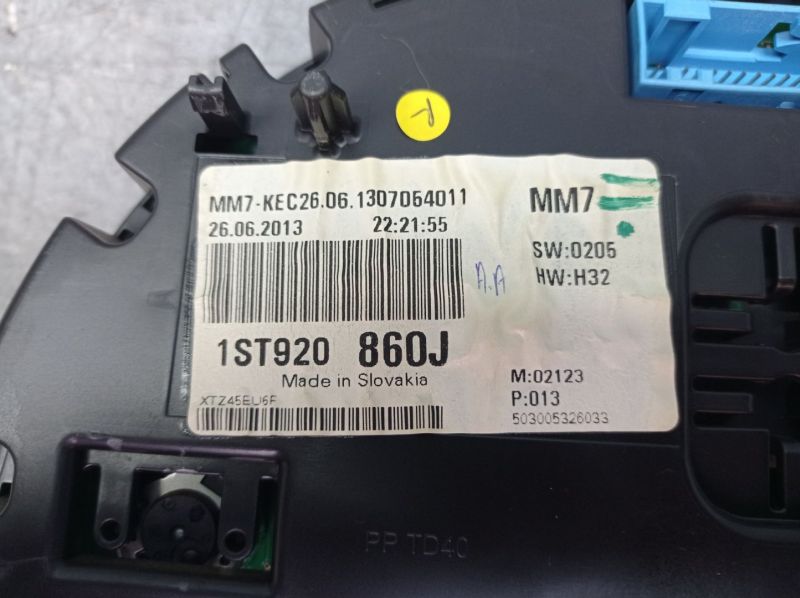 MM7-KEC26.06.1307064011
26.06.2013 22:21:55
MM7
SW:0205
HW:H32
A.A
1ST920 860J
Made in Slovakia
M:02123
XTZ45EU6F
P:013
503005326033
PP TD40